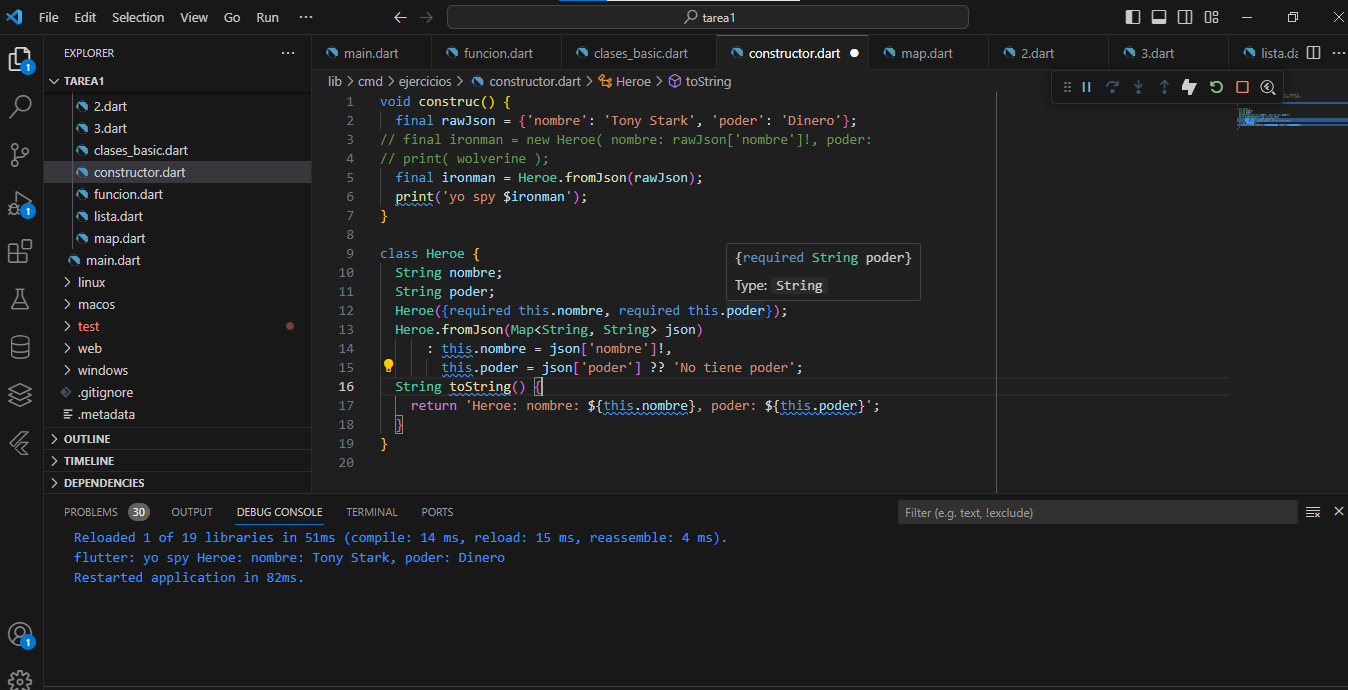 File Edit Selection View Go Run ··· tarea1
EXPLORER ···
TAREA1
2.dart
3.dart
clases_basic.dart
constructor.dart
funcion.dart
lista.dart
map.dart
main.dart
linux
macos
test
web
windows
.gitignore
.metadata
OUTLINE
TIMELINE
DEPENDENCIES
1
1
1
main.dart funcion.dart clases_basic.dart constructor.dart map.dart 2.dart 3.dart lista.da ···
lib > cmd > ejercicios > constructor.dart > Heroe > toString
1 void construc() {
2 final rawJson = {'nombre': 'Tony Stark', 'poder': 'Dinero'};
3 // final ironman = new Heroe( nombre: rawJson['nombre']!, poder:
4 // print( wolverine );
5 final ironman = Heroe.fromJson(rawJson);
6 print('yo spy $ironman');
7 }
8
9 class Heroe {
10 String nombre;
11 String poder;
12 Heroe({required this.nombre, required this.poder});
13 Heroe.fromJson(Map<String, String> json)
14 : this.nombre = json['nombre']!,
15 this.poder = json['poder'] ?? 'No tiene poder';
16 String toString() {
17 return 'Heroe: nombre: ${this.nombre}, poder: ${this.poder}';
18 }
19 }
20
{required String poder}
Type: String
PROBLEMS 30 OUTPUT DEBUG CONSOLE TERMINAL PORTS Filter (e.g. text, !exclude)
Reloaded 1 of 19 libraries in 51ms (compile: 14 ms, reload: 15 ms, reassemble: 4 ms).
flutter: yo spy Heroe: nombre: Tony Stark, poder: Dinero
Restarted application in 82ms.